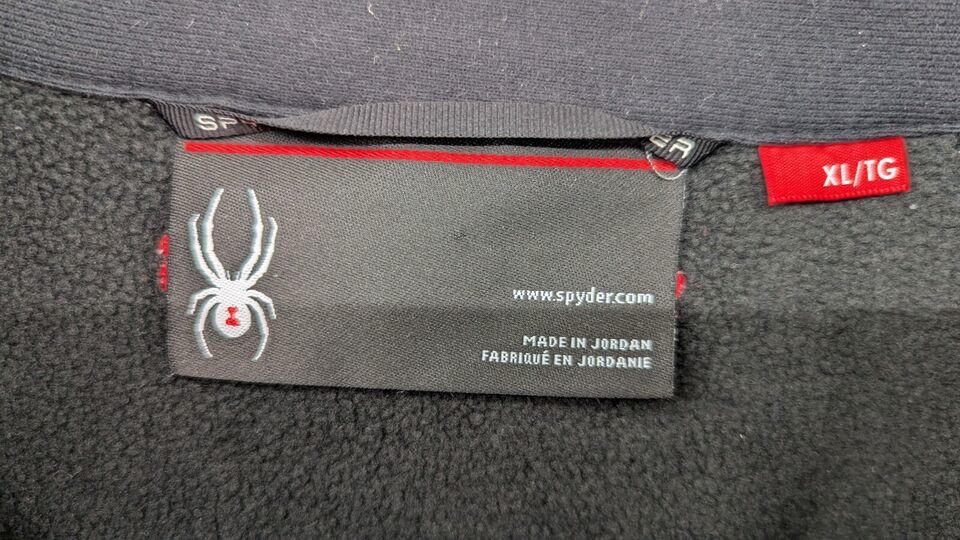 XL/TG
www.spyder.com
MADE IN JORDAN
FABRIQUÉ EN JORDANIE